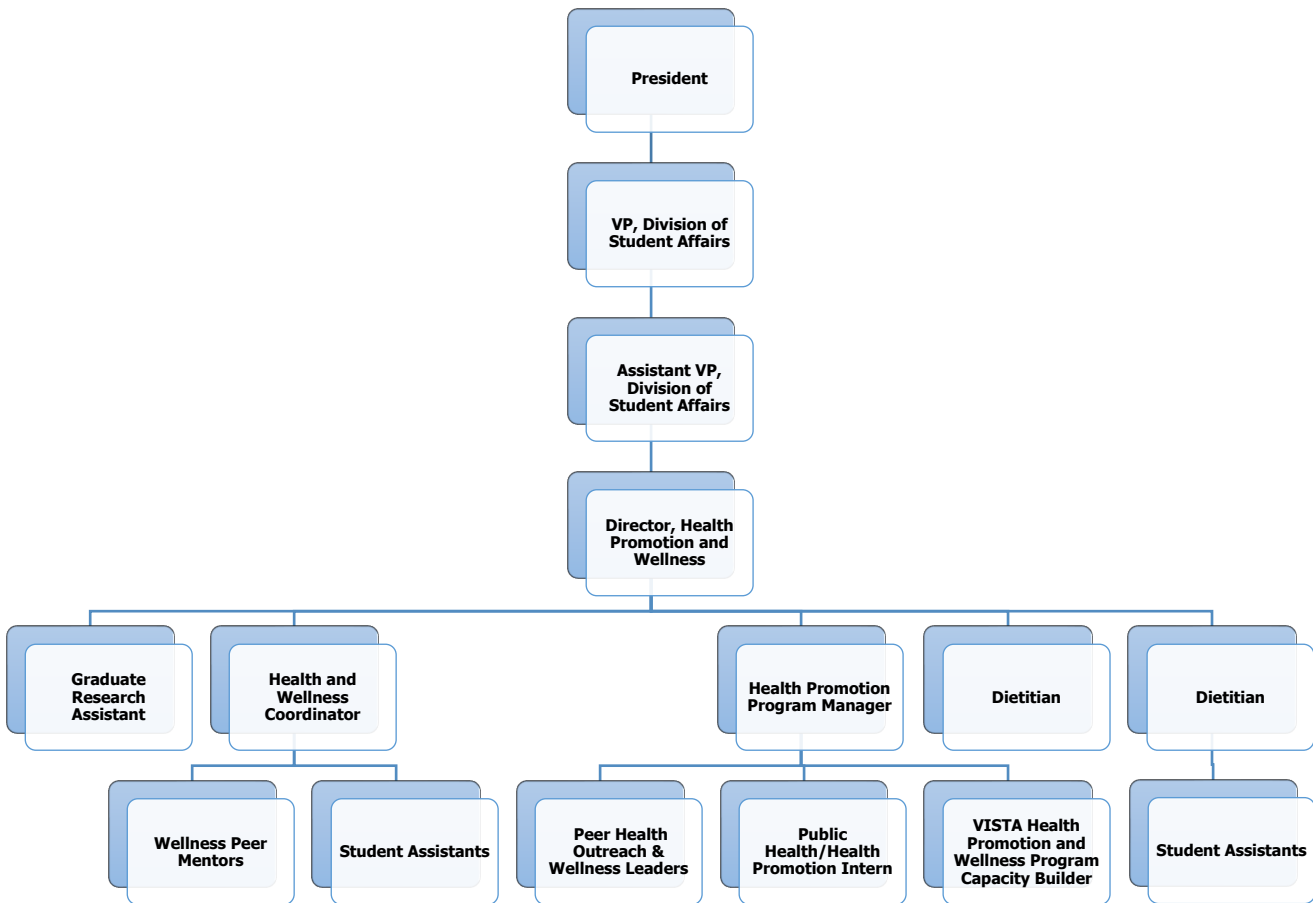 President
VP, Division of
Student Affairs
Assistant VP,
Division of
Student Affairs
Director, Health
Promotion and
Wellness
Graduate
Research
Assistant
Health and
Wellness
Coordinator
Health Promotion
Program Manager
Dietitian
Dietitian
Wellness Peer
Mentors
Student Assistants
Peer Health
Outreach &
Wellness Leaders
Public
Health/Health
Promotion Intern
VISTA Health
Promotion and
Wellness Program
Capacity Builder
Student Assistants